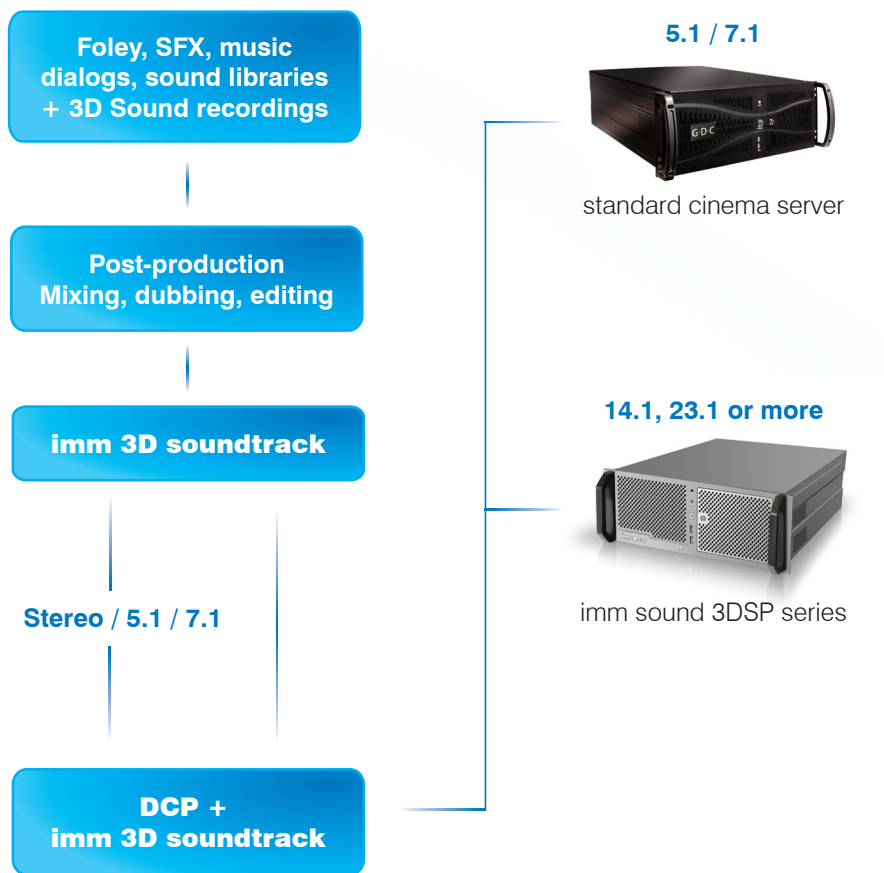 Foley, SFX, music
dialogs, sound libraries
+ 3D Sound recordings
Post-production
Mixing, dubbing, editing
imm 3D soundtrack
Stereo / 5.1 / 7.1
DCP +
imm 3D soundtrack
5.1 / 7.1
G·D·C
standard cinema server
14.1, 23.1 or more
imm sound 3DSP series